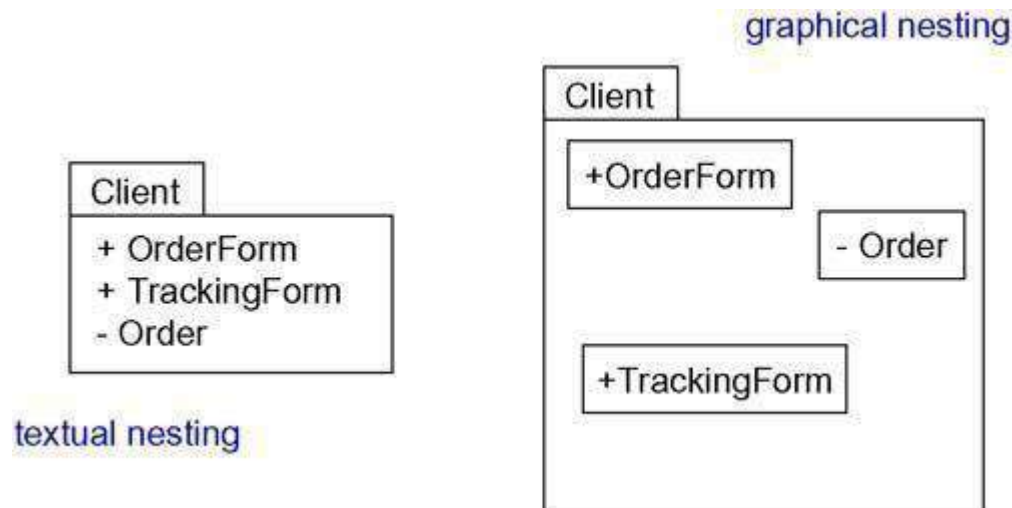 graphical nesting
Client
+OrderForm
- Order
+TrackingForm
Client
+ OrderForm
+ TrackingForm
- Order
textual nesting